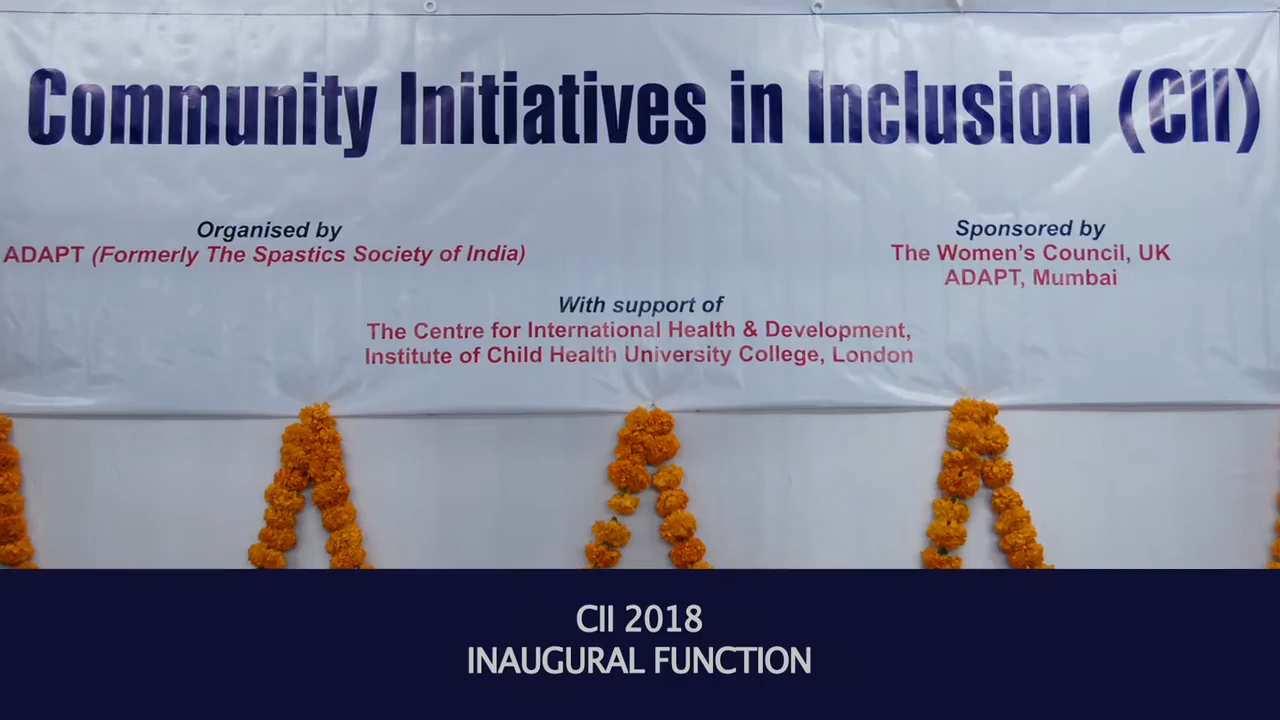 Community Initiatives in Inclusion (CII)
Organised by
ADAPT (Formerly The Spastics Society of India)
Sponsored by
The Women's Council, UK
ADAPT, Mumbai
With support of
The Centre for International Health & Development,
Institute of Child Health University College, London
CII 2018
INAUGURAL FUNCTION